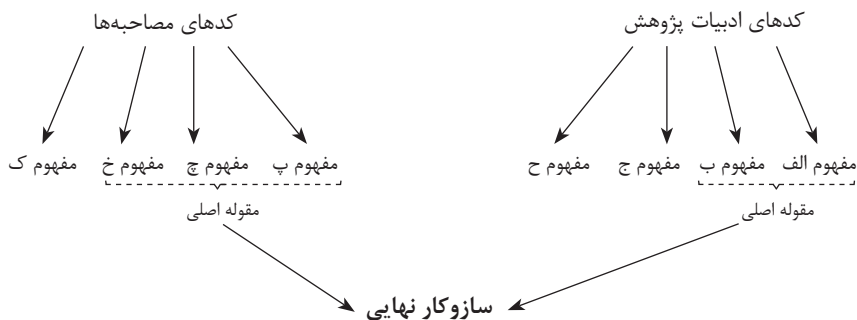 کدهای ادبیات پژوهش کدهای مصاحبه‌ها
مفهوم الف مفهوم ب مفهوم ج مفهوم ح مفهوم پ مفهوم چ مفهوم خ مفهوم ک
مقوله اصلی مقوله اصلی
سازوکار نهایی